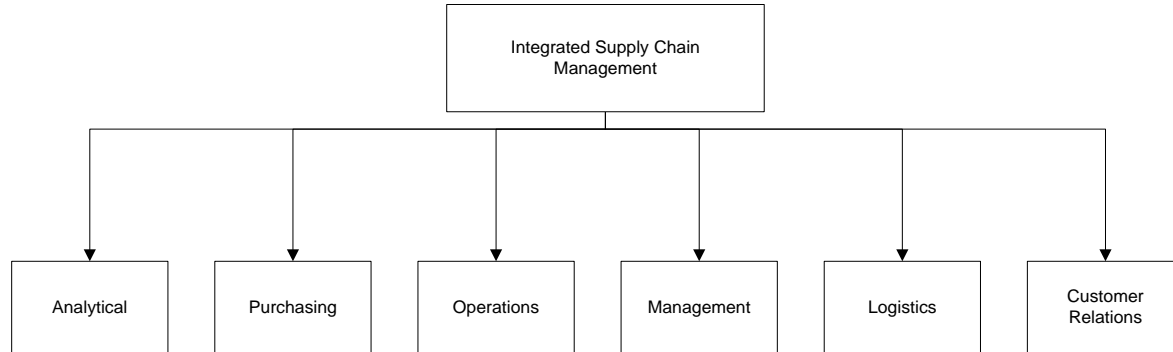 Integrated Supply Chain
Management
Analytical
Purchasing
Operations
Management
Logistics
Customer
Relations